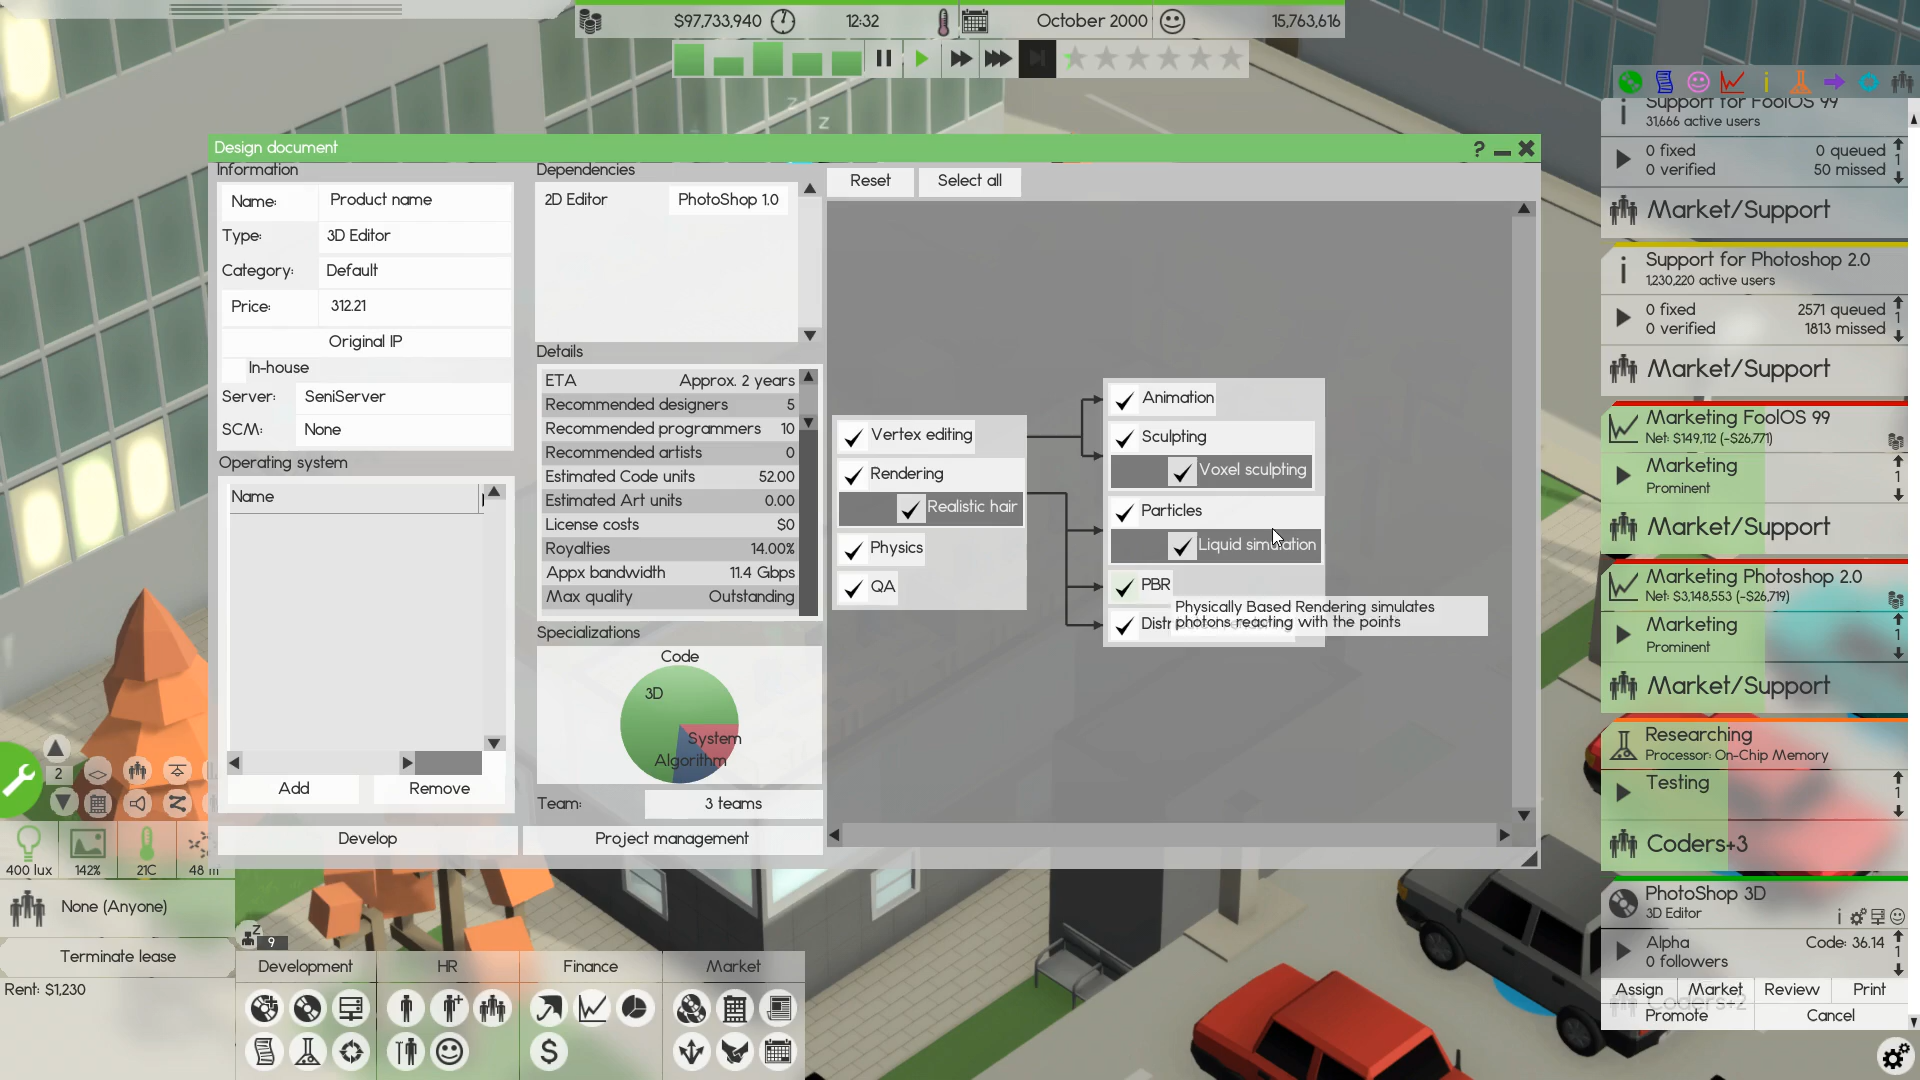 $97,733,940
12:32
October 2000
15,763,616
z
z
Design document
?
Information
Name:
Product name
Type:
3D Editor
Category:
Default
Price:
312.21
Original IP
In-house
Server:
SeniServer
SCM:
None
Operating system
Name
Add
Remove
Develop
Dependencies
2D Editor
PhotoShop 1.0
Details
ETA
Approx. 2 years
Recommended designers
5
Recommended programmers
10
Recommended artists
0
Estimated Code units
52.00
Estimated Art units
0.00
License costs
$0
Royalties
14.00%
Appx bandwidth
11.4 Gbps
Max quality
Outstanding
Specializations
Code
3D
System
Algorithm
Team:
3 teams
Project management
Reset
Select all
Vertex editing
Rendering
Realistic hair
Physics
QA
Animation
Sculpting
Voxel sculpting
Particles
Liquid simulation
PBR
Physically Based Rendering simulates
photons reacting with the points
Support for FoolOS 99
31,666 active users
0 fixed
0 queued
0 verified
50 missed
1
Market/Support
Support for Photoshop 2.0
1,230,220 active users
0 fixed
2571 queued
0 verified
1813 missed
1
Market/Support
Marketing FoolOS 99
Net: $149,112 (-$26,771)
Marketing
Prominent
1
Market/Support
Marketing Photoshop 2.0
Net: $3,148,553 (-$26,719)
Marketing
Prominent
1
Market/Support
Researching
Processor: On-Chip Memory
Testing
1
Coders+3
PhotoShop 3D
3D Editor
Alpha
Code: 36.14
0 followers
1
Assign
Market
Review
Print
Coders+2
Promote
Cancel
2
400 lux
142%
21C
None (Anyone)
Terminate lease
Rent: $1,230
z
9
Development
HR
Finance
Market